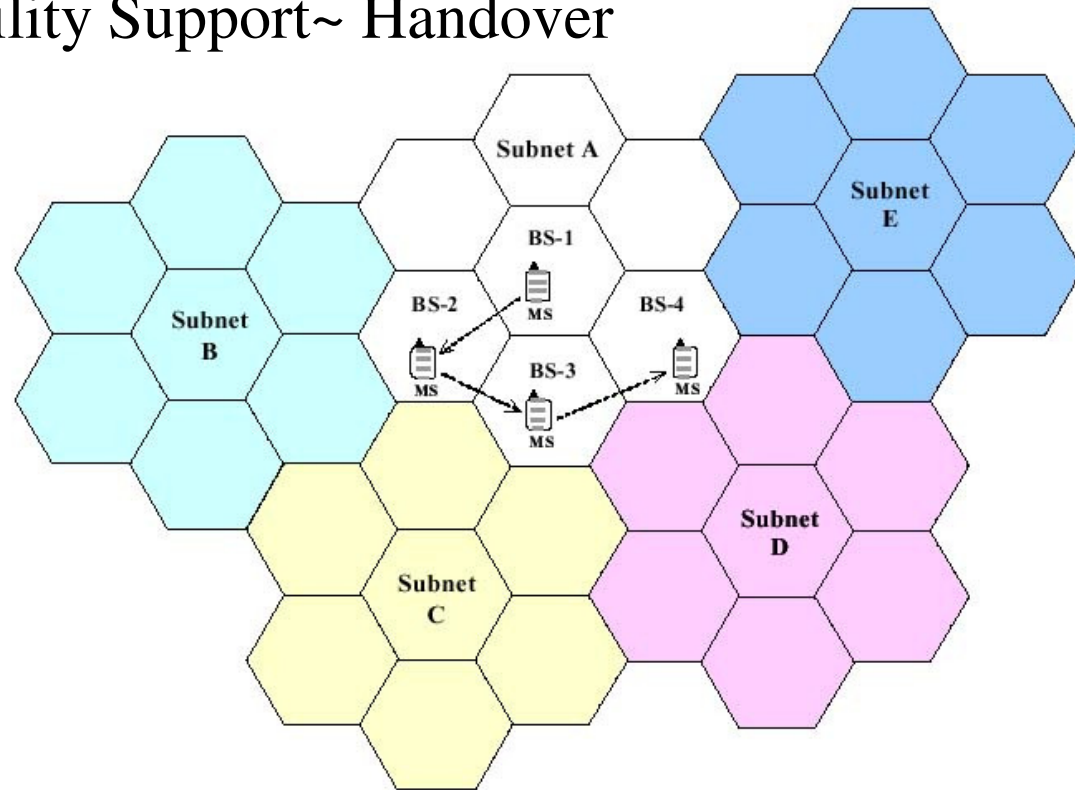 ility Support~ Handover
Subnet A
Subnet
E
BS-1
MS
BS-2
MS
BS-4
MS
BS-3
MS
Subnet
B
Subnet
D
Subnet
C